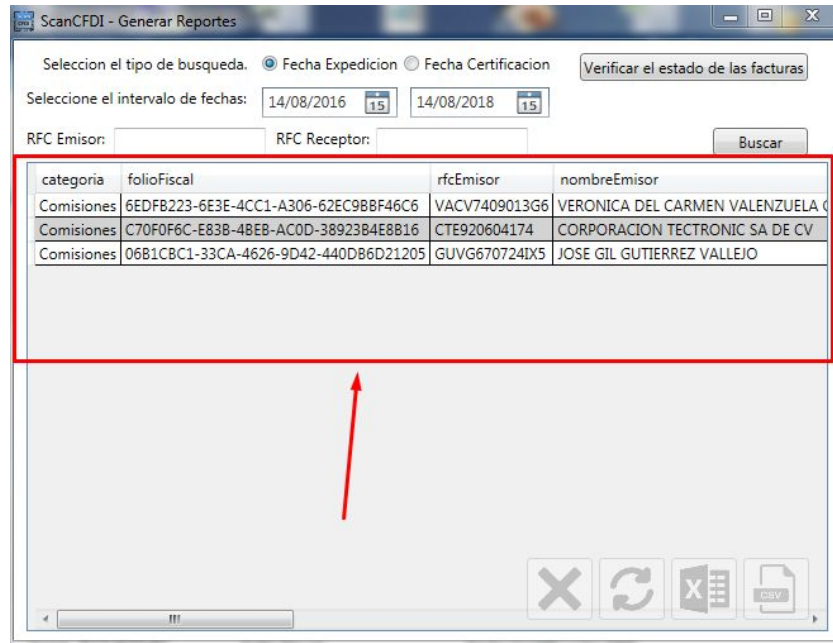 ScanCFDI - Generar Reportes
Seleccion el tipo de busqueda. Fecha Expedicion Fecha Certificacion Verificar el estado de las facturas
Seleccione el intervalo de fechas: 14/08/2016 15 14/08/2018 15
RFC Emisor: RFC Receptor: Buscar
categoria folioFiscal rfcEmisor nombreEmisor
Comisiones 6EDFB223-6E3E-4CC1-A306-62EC9BBF46C6 VACV7409013G6 VERONICA DEL CARMEN VALENZUELA
Comisiones C70F0F6C-E83B-4BEB-AC0D-38923B4E8B16 CTE920604174 CORPORACION TECTRONIC SA DE CV
Comisiones 06B1CBC1-33CA-4626-9D42-440DB6D21205 GUVG670724IX5 JOSE GIL GUTIERREZ VALLEJO
CSV